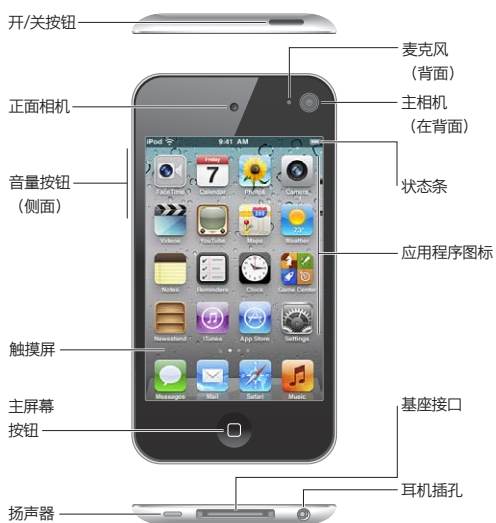 开/关按钮
麦克风
（背面）
正面相机
主相机
（在背面）
iPod 9:41 AM
音量按钮
（侧面）
状态条
Friday
7
FaceTime Calendar Photos Camera
280
73°
Videos YouTube Maps Weather
应用程序图标
Notes Reminders Clock Game Center
Newsstand iTunes App Store Settings
触摸屏
Messages Mail Safari Music
主屏幕
按钮
基座接口
耳机插孔
扬声器